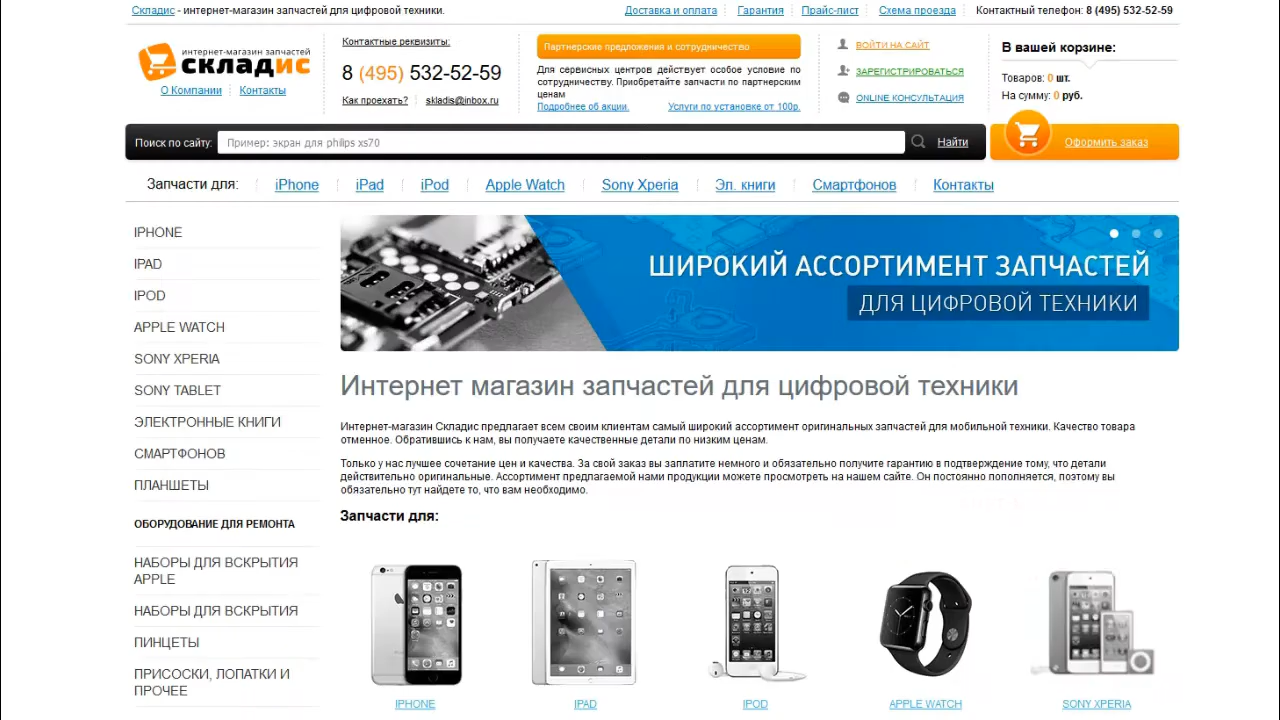 Складис - интернет-магазин запчастей для цифровой техники.
Доставка и оплата
Гарантия
Прайс-лист
Схема проезда
Контактный телефон: 8 (495) 532-52-59
интернет-магазин запчастей
складис
О Компании
Контакты
Контактные реквизиты:
8 (495) 532-52-59
Как проехать?
skladis@inbox.ru
Партнерские предложения и сотрудничество
Для сервисных центров действует особое условие по
сотрудничеству. Приобретайте запчасти по партнерским
ценам
Подробнее об акции.
Услуги по установке от 100р.
ВОЙТИ НА САЙТ
ЗАРЕГИСТРИРОВАТЬСЯ
ONLINE КОНСУЛЬТАЦИЯ
В вашей корзине:
Товаров: 0 шт.
На сумму: 0 руб.
Поиск по сайту:
Пример: экран для philips xs70
Найти
Оформить заказ
Запчасти для:
iPhone
iPad
iPod
Apple Watch
Sony Xperia
Эл. книги
Смартфонов
Контакты
IPHONE
IPAD
IPOD
APPLE WATCH
SONY XPERIA
SONY TABLET
ЭЛЕКТРОННЫЕ КНИГИ
СМАРТФОНОВ
ПЛАНШЕТЫ
ОБОРУДОВАНИЕ ДЛЯ РЕМОНТА
НАБОРЫ ДЛЯ ВСКРЫТИЯ
APPLE
НАБОРЫ ДЛЯ ВСКРЫТИЯ
ПИНЦЕТЫ
ПРИСОСКИ, ЛОПАТКИ И
ПРОЧЕЕ
ШИРОКИЙ АССОРТИМЕНТ ЗАПЧАСТЕЙ
ДЛЯ ЦИФРОВОЙ ТЕХНИКИ
Интернет магазин запчастей для цифровой техники
Интернет-магазин Складис предлагает всем своим клиентам самый широкий ассортимент оригинальных запчастей для мобильной техники. Качество товара
отменное. Обратившись к нам, вы получаете качественные детали по низким ценам.
Только у нас лучшее сочетание цен и качества. За свой заказ вы заплатите немного и обязательно получите гарантию в подтверждение тому, что детали
действительно оригинальные. Ассортимент предлагаемой нами продукции можете просмотреть на нашем сайте. Он постоянно пополняется, поэтому вы
обязательно тут найдете то, что вам необходимо.
Запчасти для:
IPHONE
IPAD
IPOD
APPLE WATCH
SONY XPERIA